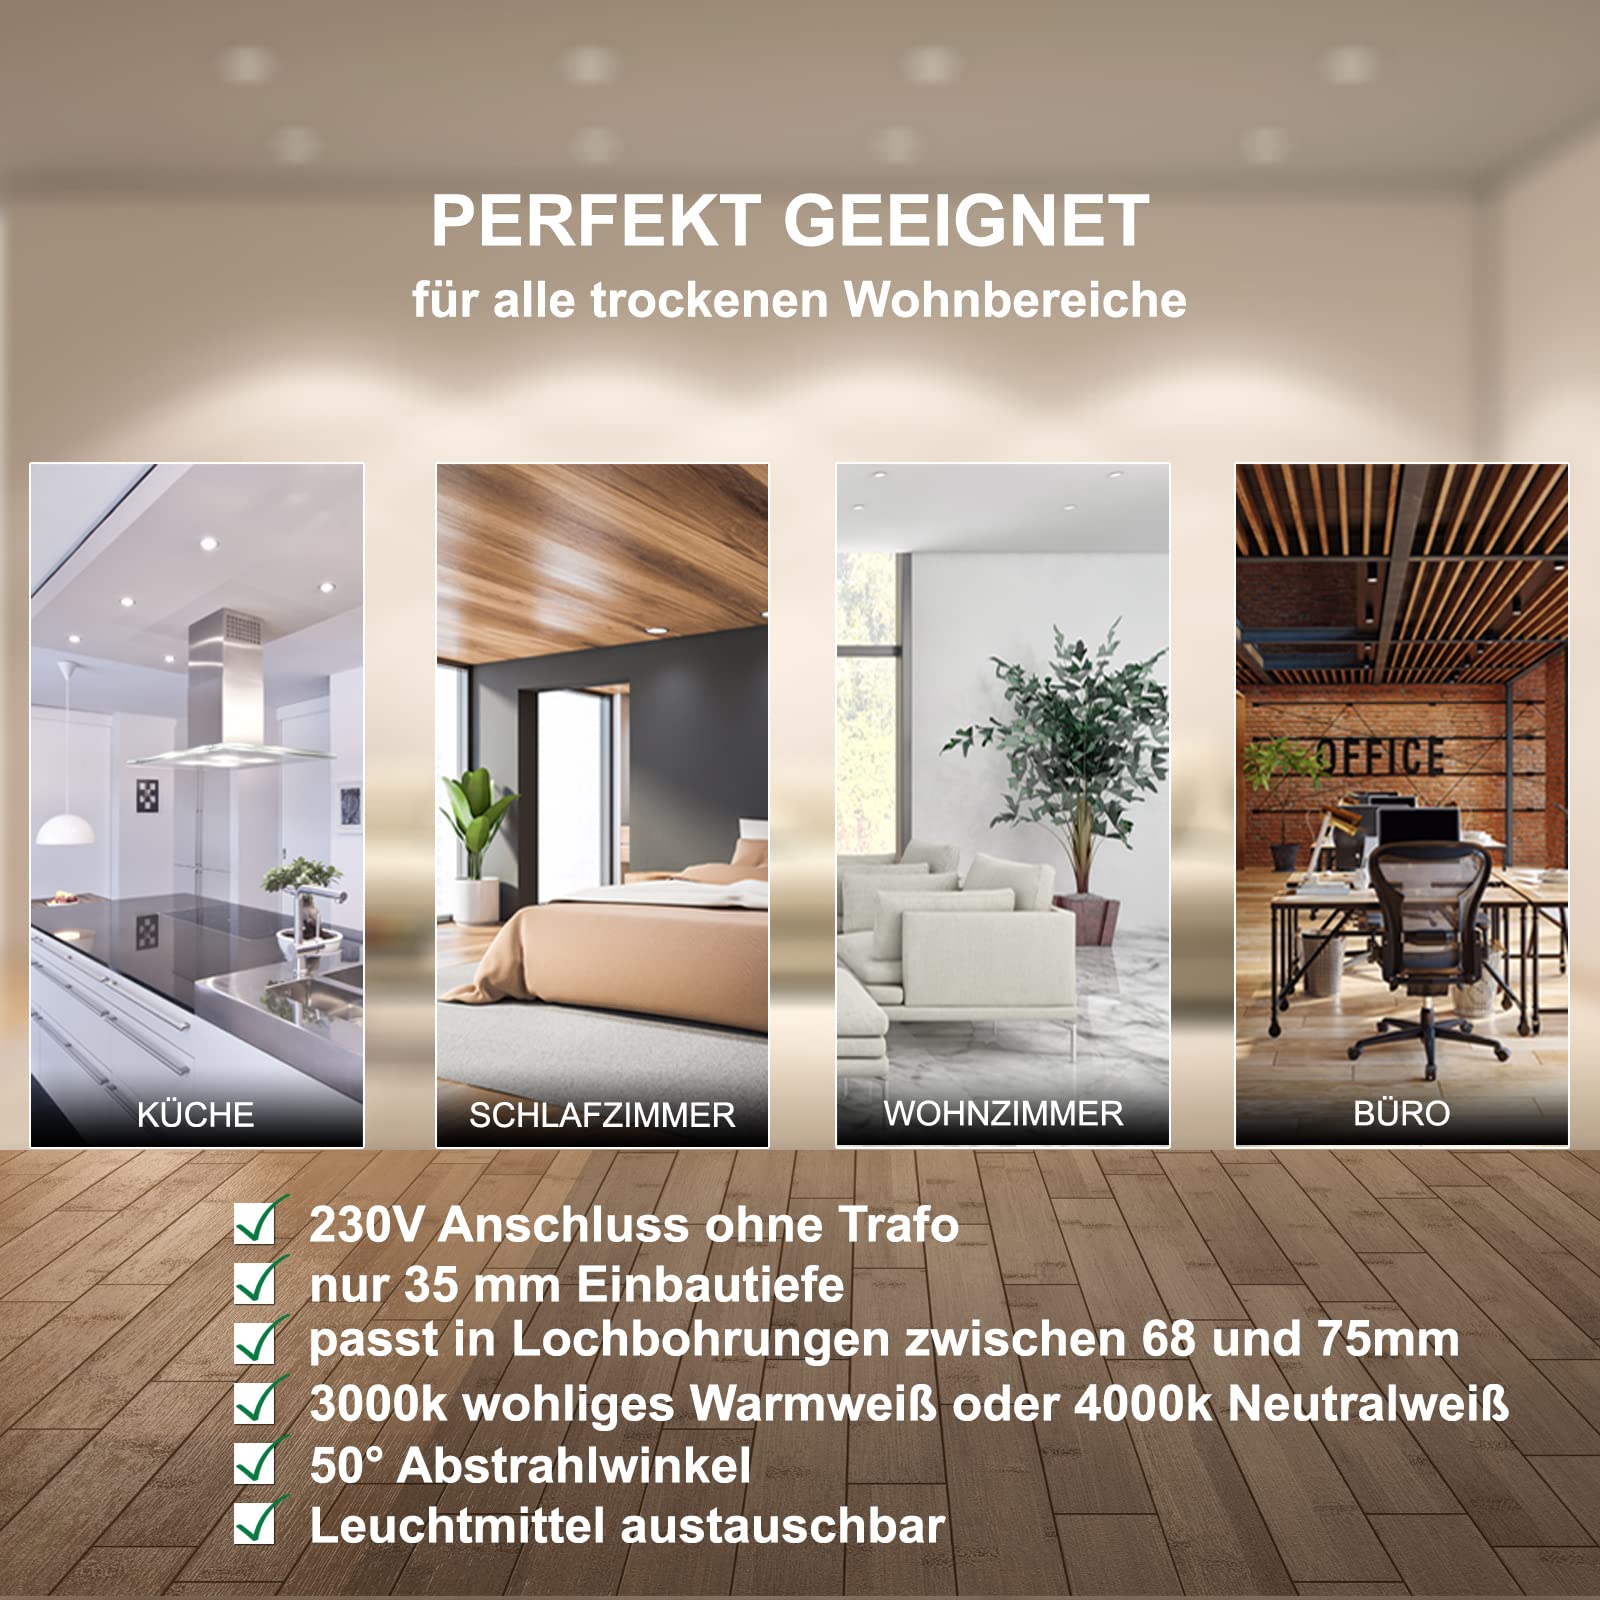 PERFEKT GEEIGNET
für alle trockenen Wohnbereiche
OFFICE
KÜCHE
SCHLAFZIMMER
WOHNZIMMER
BÜRO
230V Anschluss ohne Trafo
nur 35 mm Einbautiefe
passt in Lochbohrungen zwischen 68 und 75mm
3000k wohliges Warmweiß oder 4000k Neutralweiß
50° Abstrahlwinkel
Leuchtmittel austauschbar